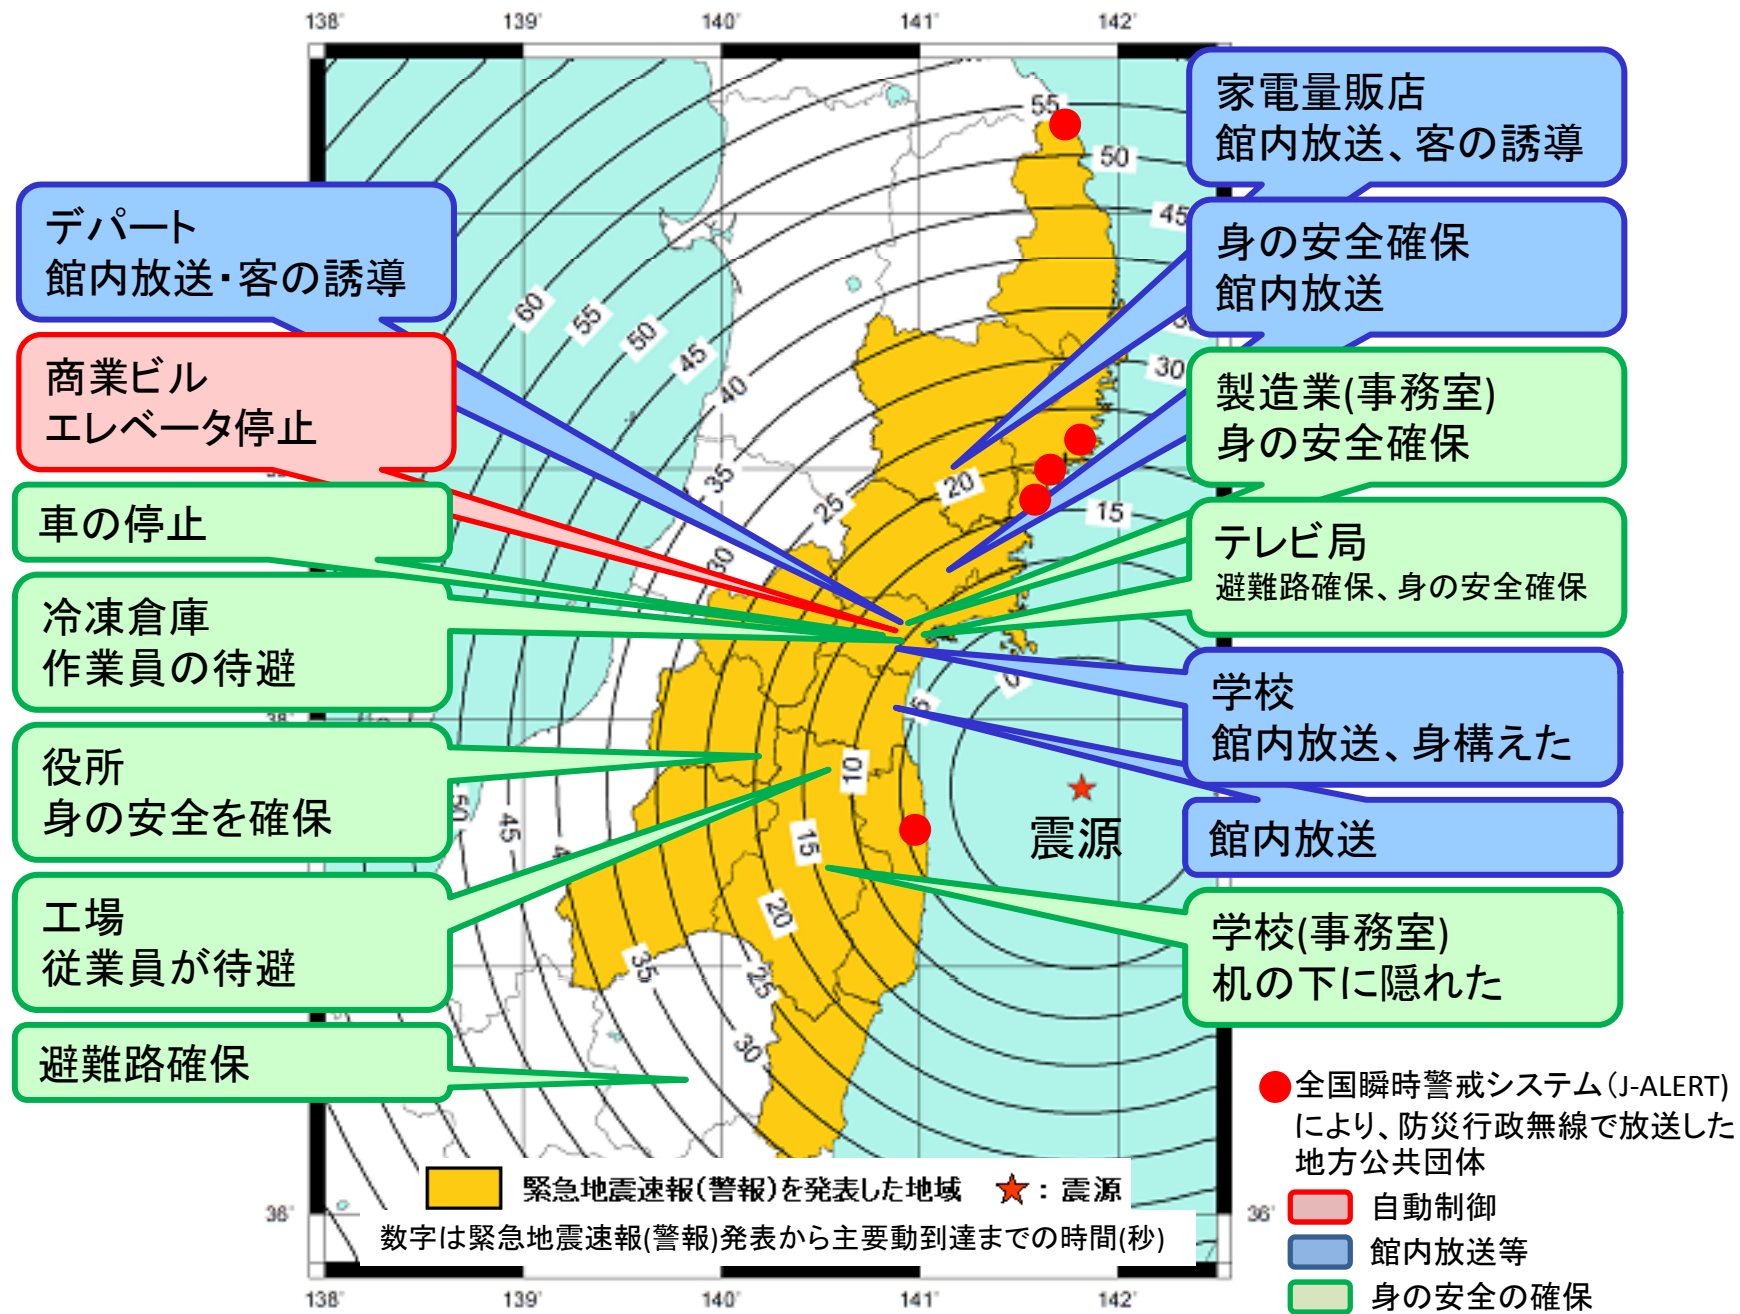 138°
139°
140°
141°
142°
家電量販店
館内放送、客の誘導
デパート
館内放送・客の誘導
身の安全確保
館内放送
商業ビル
エレベータ停止
製造業(事務室)
身の安全確保
車の停止
テレビ局
避難路確保、身の安全確保
冷凍倉庫
作業員の待避
学校
館内放送、身構えた
役所
身の安全を確保
館内放送
工場
従業員が待避
学校(事務室)
机の下に隠れた
避難路確保
55
50
45
30
15
20
60
55
50
45
40
35
25
30
0
5
10
15
20
25
30
35
45
50
38°
震源
●全国瞬時警戒システム(J-ALERT)
により、防災行政無線で放送した
地方公共団体
自動制御
館内放送等
身の安全の確保
緊急地震速報(警報)を発表した地域 ★：震源
数字は緊急地震速報(警報)発表から主要動到達までの時間(秒)
36°
36°
138°
139°
140°
141°
142°